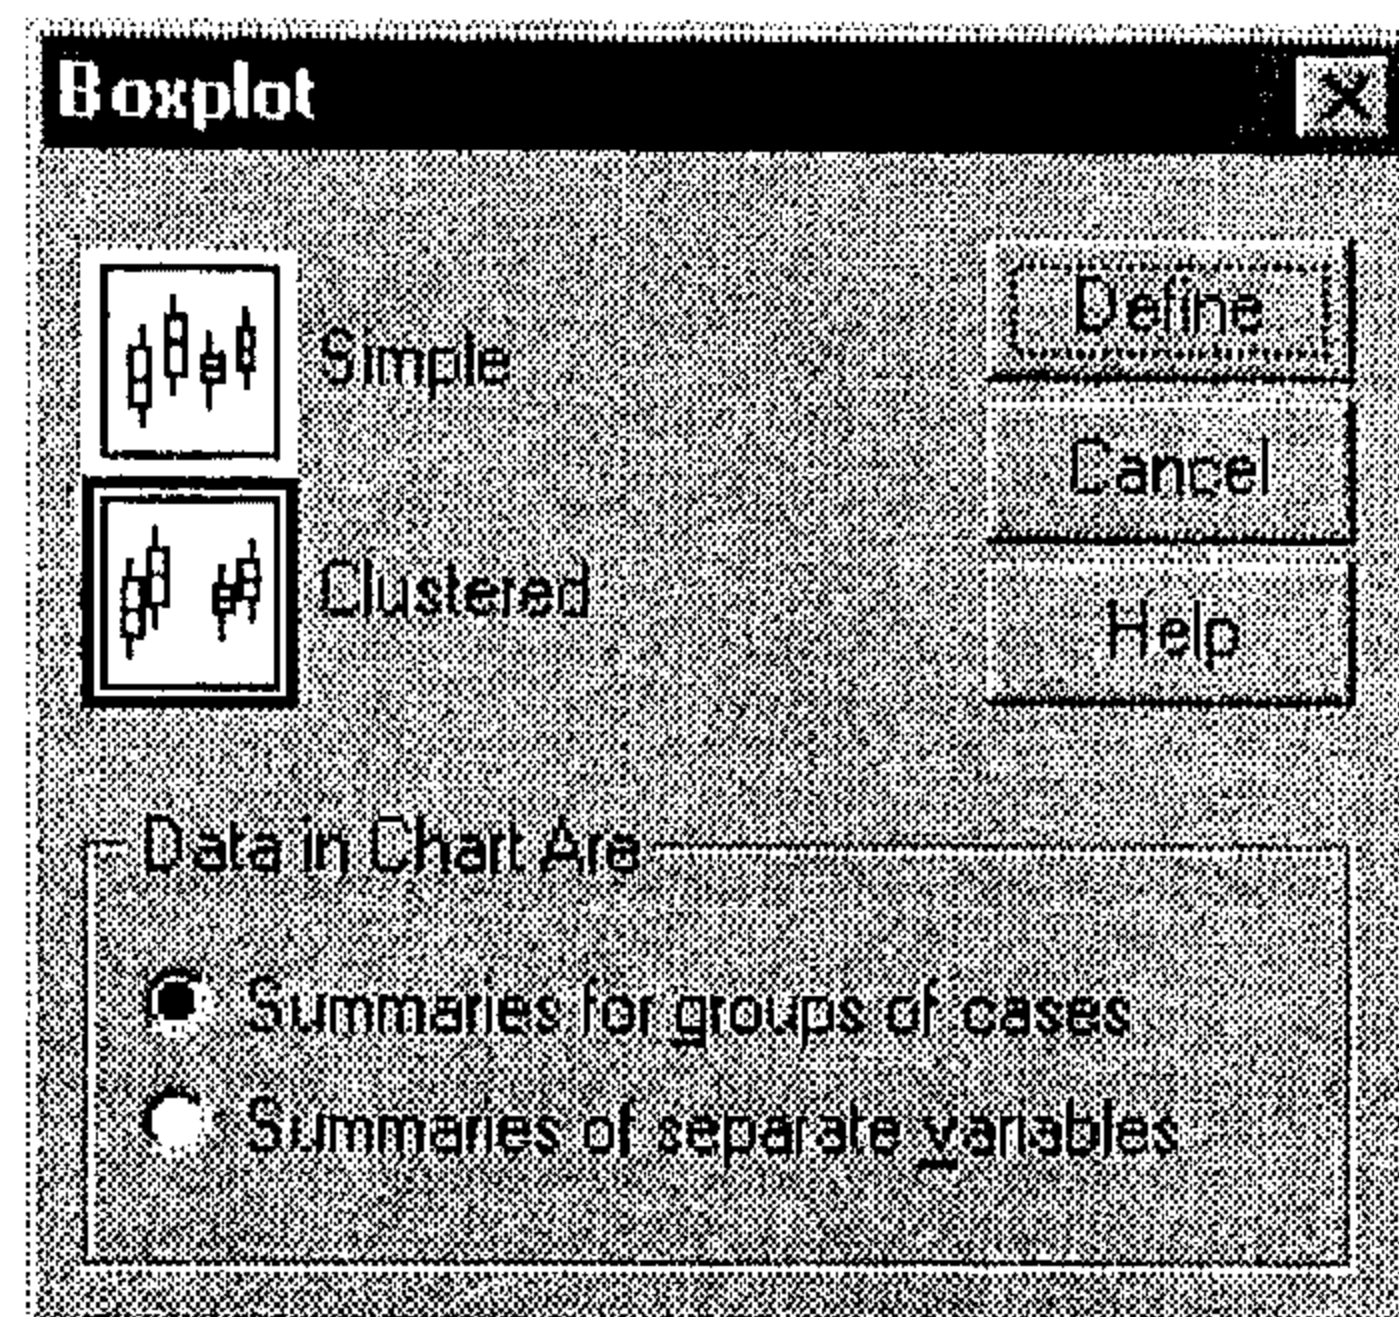 Boxplot
Simple
Clustered
Define
Cancel
Help
Data in Chart Are
Summaries for groups of cases
Summaries of separate variables